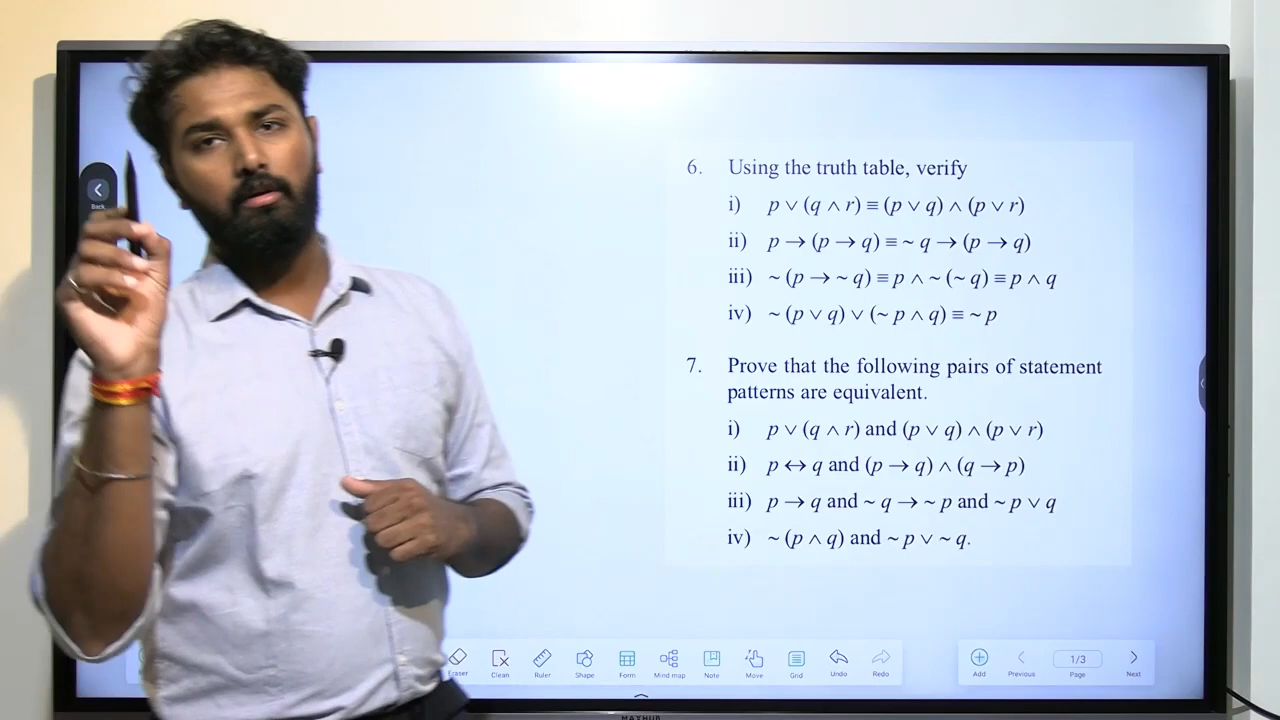 Back
6. Using the truth table, verify
i) p ∨ (q ∧ r) ≡ (p ∨ q) ∧ (p ∨ r)
ii) p → (p → q) ≡ ~ q → (p → q)
iii) ~ (p → ~ q) ≡ p ∧ ~ (~ q) ≡ p ∧ q
iv) ~ (p ∨ q) ∨ (~ p ∧ q) ≡ ~ p
7. Prove that the following pairs of statement
patterns are equivalent.
i) p ∨ (q ∧ r) and (p ∨ q) ∧ (p ∨ r)
ii) p ↔ q and (p → q) ∧ (q → p)
iii) p → q and ~ q → ~ p and ~ p ∨ q
iv) ~ (p ∧ q) and ~ p ∨ ~ q.
Eraser Clean Ruler Shape Form Mind map Note Move Grid Undo Redo Add Previous 1/3 Page Next
MAXHUB